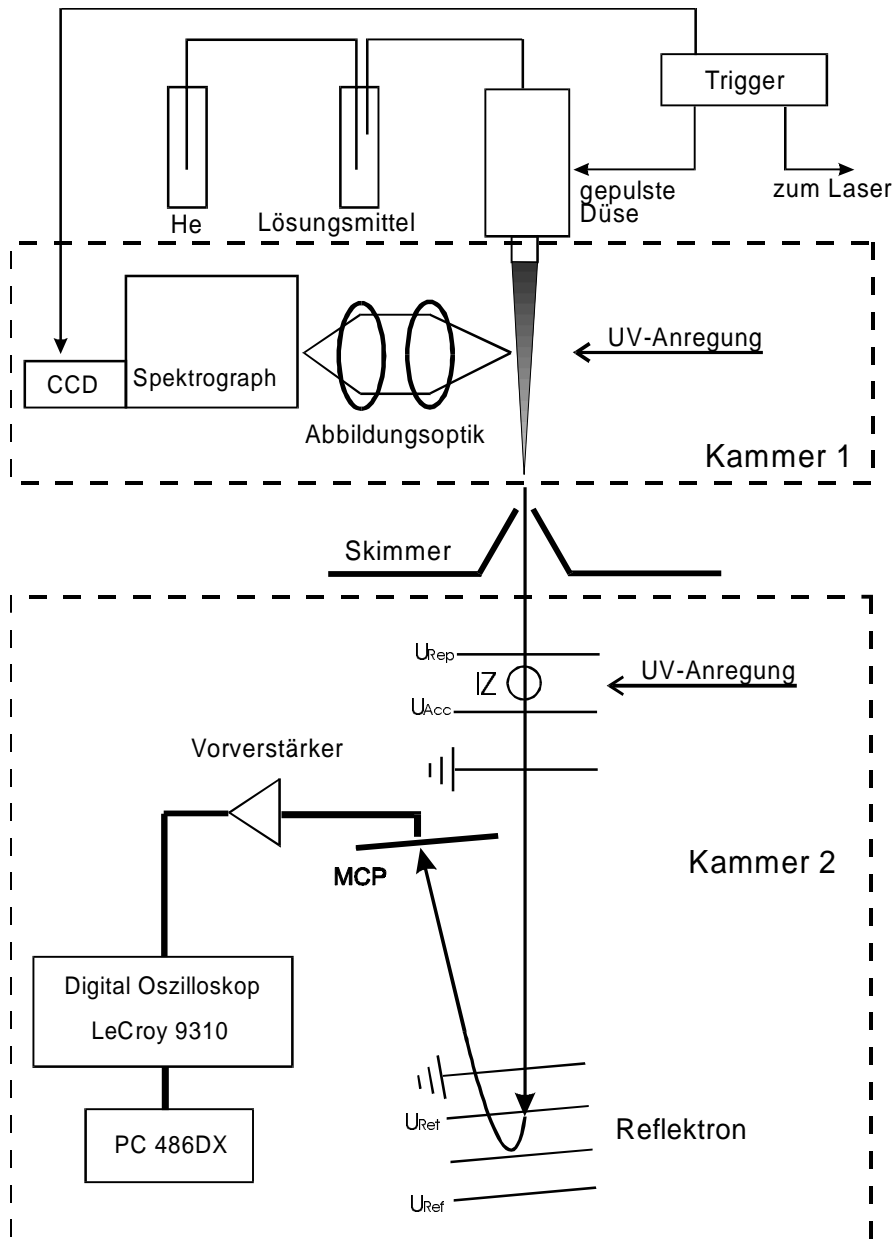 Trigger
gepulste
Düse
zum Laser
He
Lösungsmittel
UV-Anregung
CCD
Spektrograph
Abbildungsoptik
Kammer 1
Skimmer
URep
IZ
UV-Anregung
UAcc
Vorverstärker
MCP
Kammer 2
Digital Oszilloskop
LeCroy 9310
URet
Reflektron
PC 486DX
URef